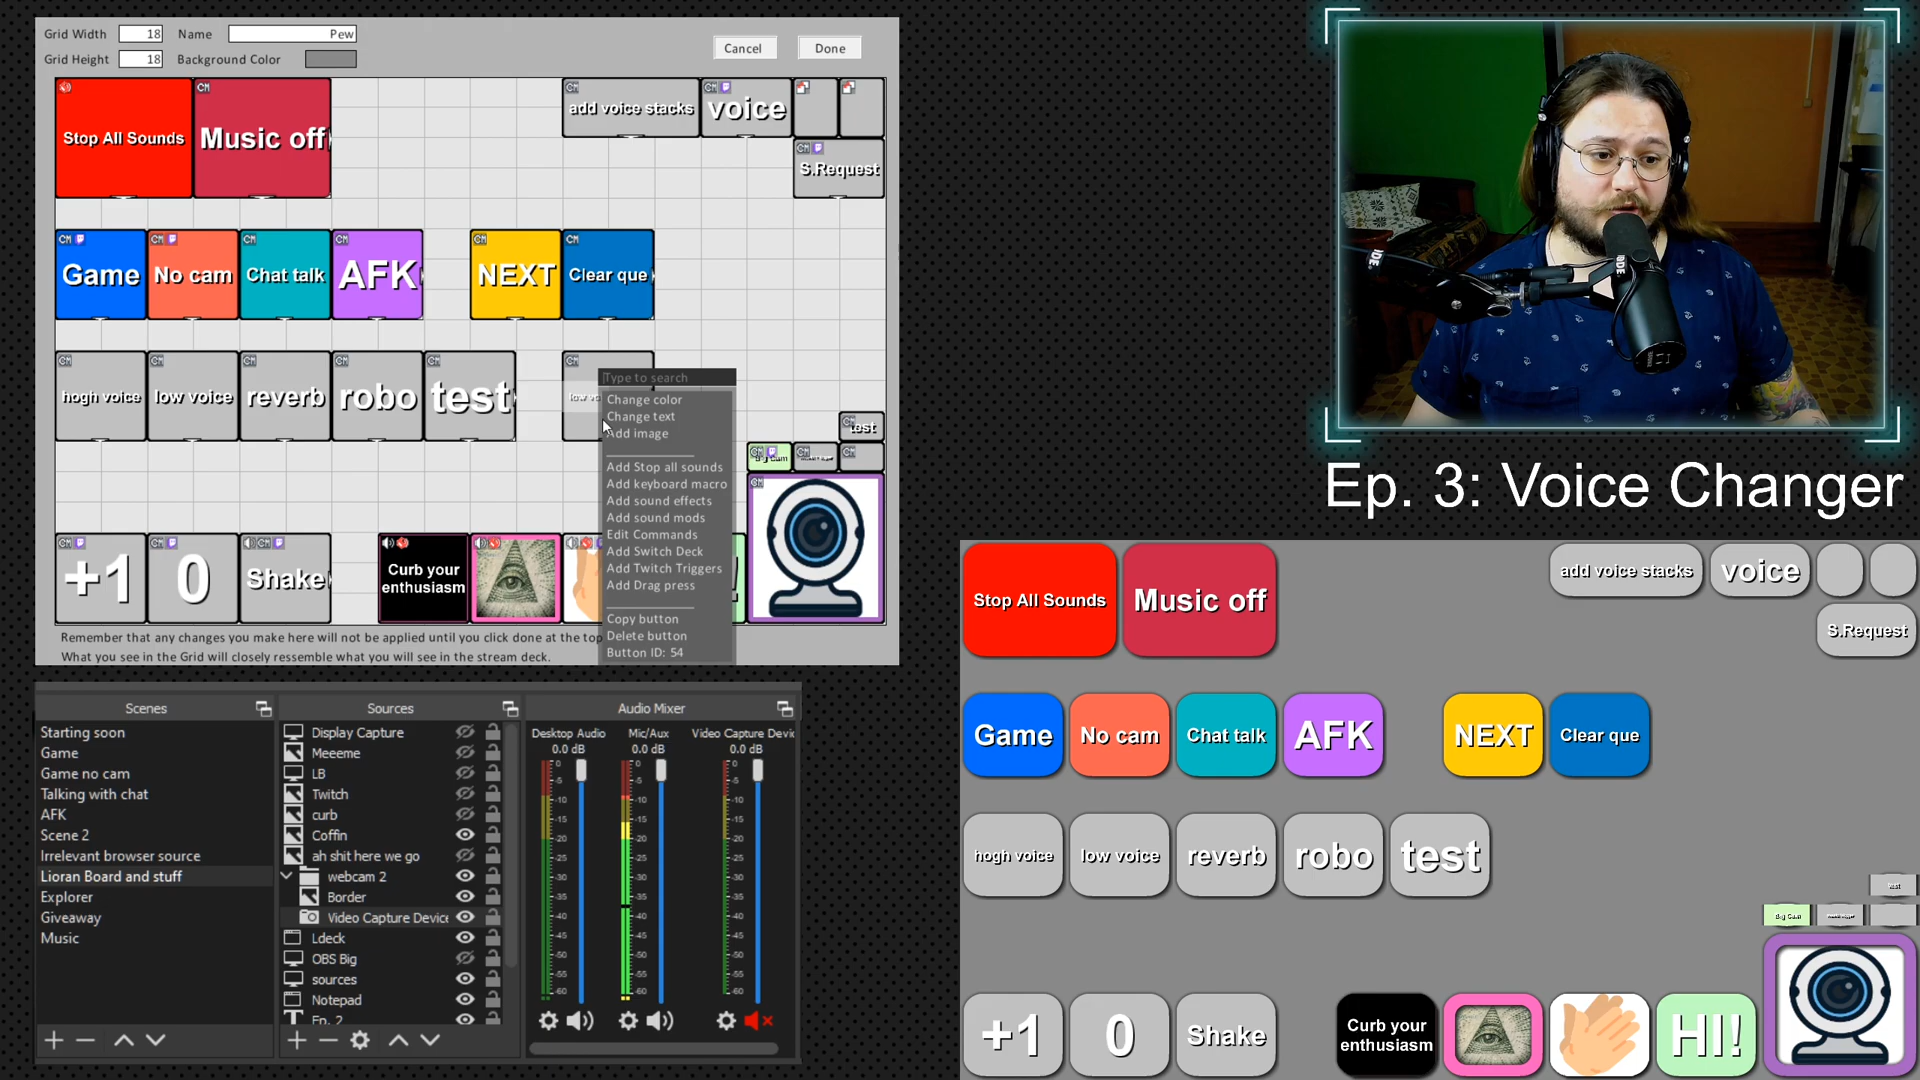 Grid Width 18 Name Pew
Grid Height 18 Background Color
Cancel Done
Stop All Sounds
Music off
add voice stacks
voice
S.Request
Game
No cam
Chat talk
AFK
NEXT
Clear que
hogh voice
low voice
reverb
robo
test
Type to search
Change color
Change text
Add image
Add Stop all sounds
Add keyboard macro
Add sound effects
Add sound mods
Edit Commands
Add Switch Deck
Add Twitch Triggers
Add Drag press
Copy button
Delete button
Button ID: 54
test
+1
0
Shake
Curb your
enthusiasm
Remember that any changes you make here will not be applied until you click done at the top
What you see in the Grid will closely ressemble what you will see in the stream deck.
Ep. 3: Voice Changer
Scenes
Starting soon
Game
Game no cam
Talking with chat
AFK
Scene 2
Irrelevant browser source
Lioran Board and stuff
Explorer
Giveaway
Music
Sources
Display Capture
Meeeme
LB
Twitch
curb
Coffin
ah shit here we go
webcam 2
Border
Video Capture Device
Ldeck
OBS Big
sources
Notepad
Ep. 2
Audio Mixer
Desktop Audio Mic/Aux Video Capture Devic
0.0 dB 0.0 dB 0.0 dB
Stop All Sounds
Music off
add voice stacks
voice
S.Request
Game
No cam
Chat talk
AFK
NEXT
Clear que
hogh voice
low voice
reverb
robo
test
test
Big Cam
+1
0
Shake
Curb your
enthusiasm
HI!